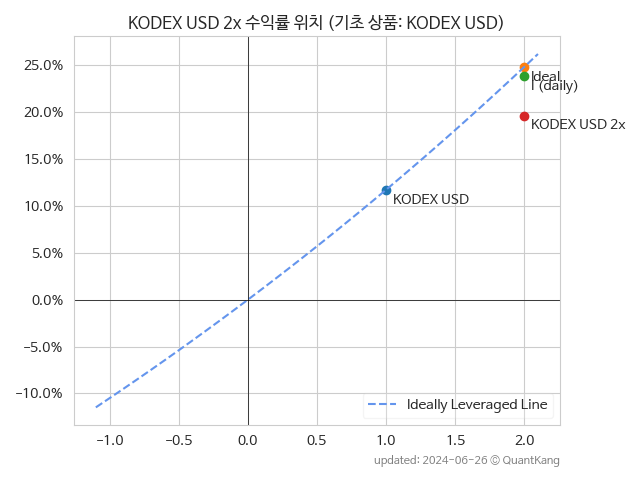 KODEX USD 2x 수익률 위치 (기초 상품: KODEX USD)
25.0%
20.0%
15.0%
10.0%
5.0%
0.0%
−5.0%
−10.0%
Ideal
l (daily)
KODEX USD 2x
KODEX USD
Ideally Leveraged Line
−1.0 −0.5 0.0 0.5 1.0 1.5 2.0
updated: 2024-06-26 © QuantKang